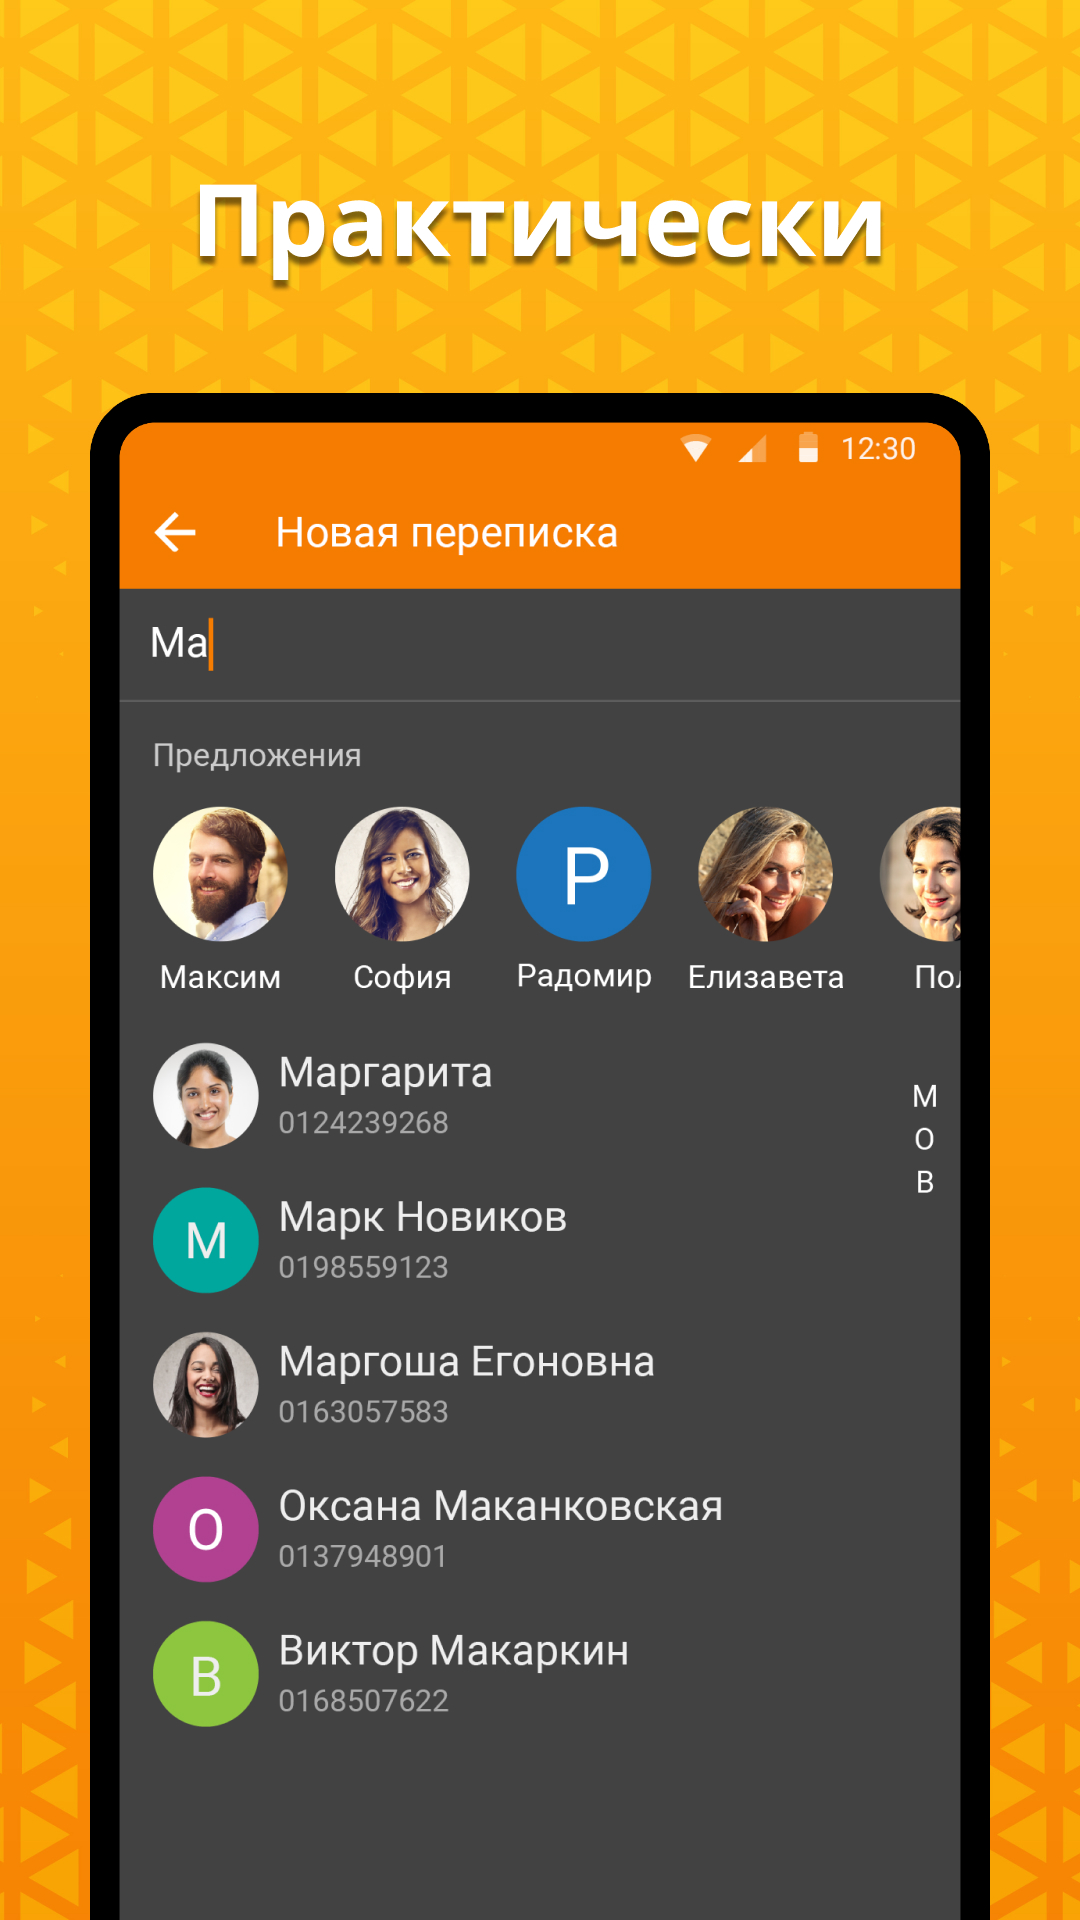 Практически
12:30
Новая переписка
Ма
Предложения
Р
Максим София Радомир Елизавета
Маргарита
0124239268
М
О
В
М
Марк Новиков
0198559123
Маргоша Егоновна
0163057583
О
Оксана Маканковская
0137948901
В
Виктор Макаркин
0168507622